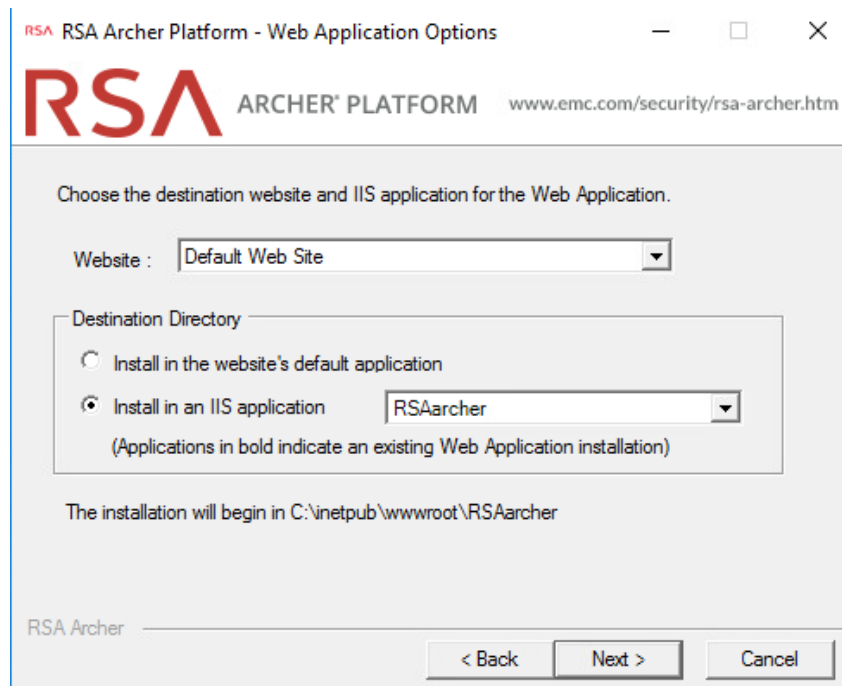 RSA RSA Archer Platform - Web Application Options
RSA ARCHER® PLATFORM www.emc.com/security/rsa-archer.htm
Choose the destination website and IIS application for the Web Application.
Website : Default Web Site
Destination Directory
Install in the website's default application
Install in an IIS application RSAarcher
(Applications in bold indicate an existing Web Application installation)
The installation will begin in C:\inetpub\wwwroot\RSAarcher
RSA Archer
< Back Next > Cancel